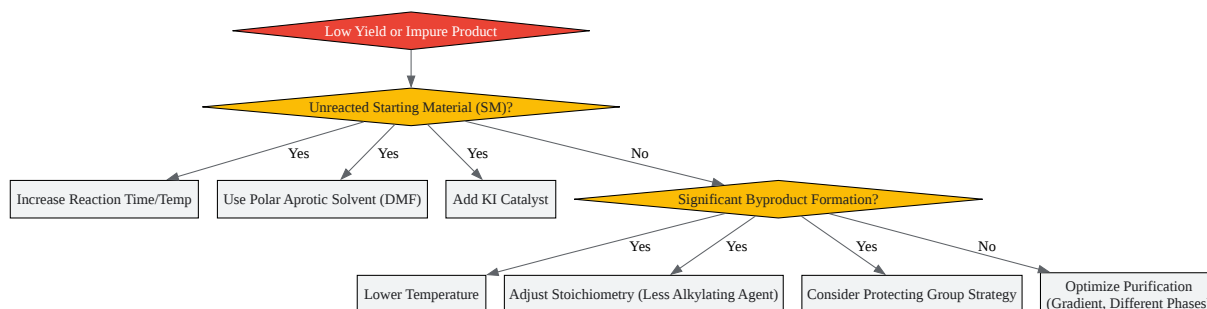 Low Yield or Impure Product
Unreacted Starting Material (SM)?
Yes
Yes
Yes
No
Increase Reaction Time/Temp
Use Polar Aprotic Solvent (DMF)
Add KI Catalyst
Significant Byproduct Formation?
Yes
Yes
Yes
No
Lower Temperature
Adjust Stoichiometry (Less Alkylating Agent)
Consider Protecting Group Strategy
Optimize Purification
(Gradient, Different Phases)